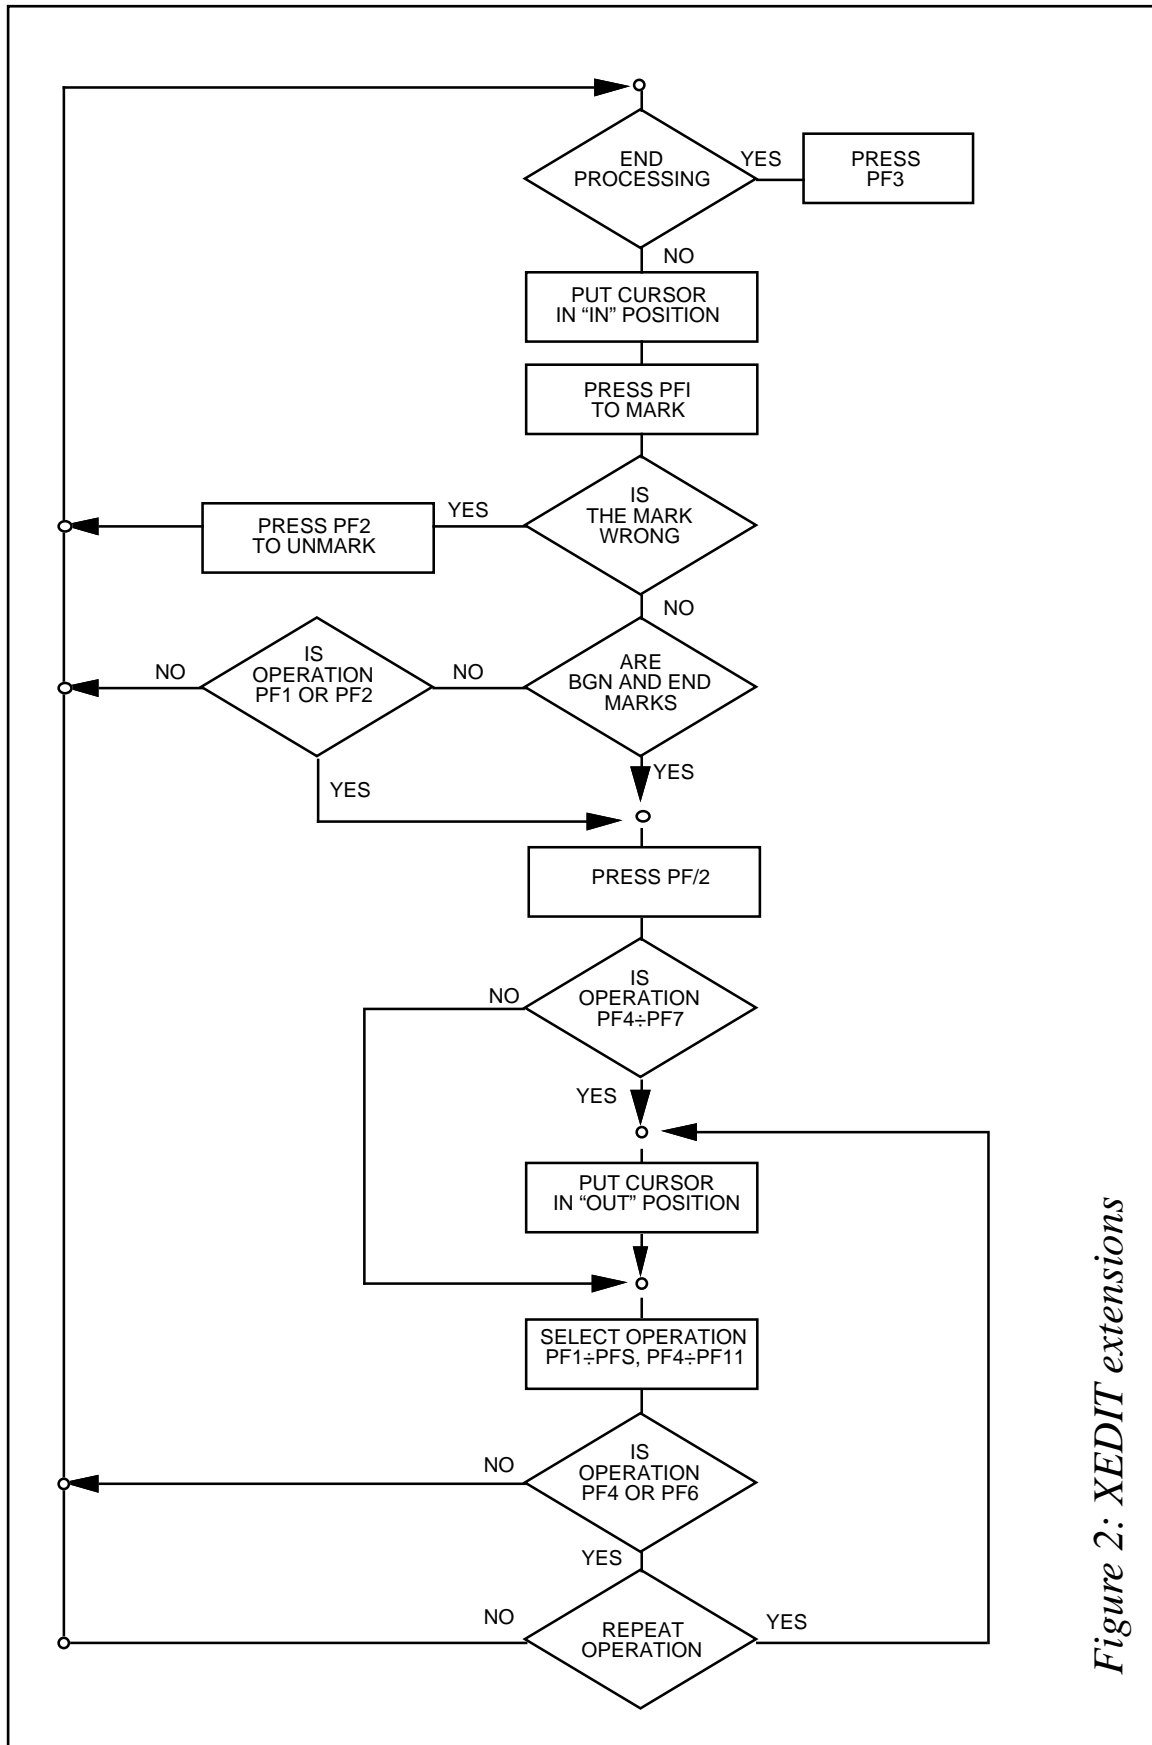 END
PROCESSING
YES
PRESS
PF3
NO
PUT CURSOR
IN “IN” POSITION
PRESS PFI
TO MARK
IS
THE MARK
WRONG
YES
PRESS PF2
TO UNMARK
NO
ARE
BGN AND END
MARKS
NO
IS
OPERATION
PF1 OR PF2
NO
YES
YES
PRESS PF/2
IS
OPERATION
PF4÷PF7
NO
YES
PUT CURSOR
IN “OUT” POSITION
SELECT OPERATION
PF1÷PFS, PF4÷PF11
IS
OPERATION
PF4 OR PF6
NO
YES
REPEAT
OPERATION
NO
YES
Figure 2: XEDIT extensions